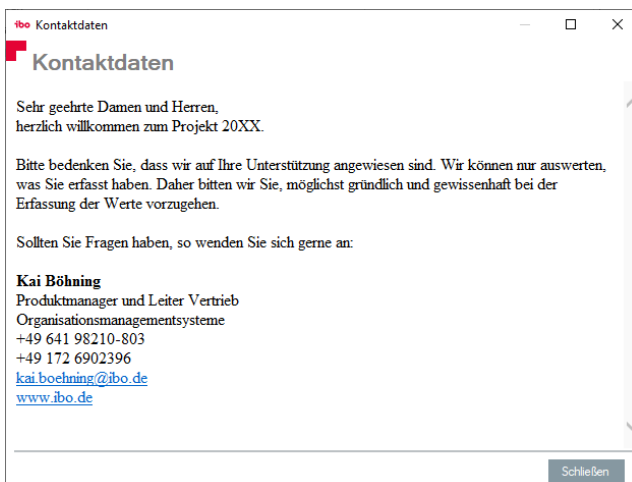 ibo Kontaktdaten
Kontaktdaten
Sehr geehrte Damen und Herren,
herzlich willkommen zum Projekt 20XX.
Bitte bedenken Sie, dass wir auf Ihre Unterstützung angewiesen sind. Wir können nur auswerten,
was Sie erfasst haben. Daher bitten wir Sie, möglichst gründlich und gewissenhaft bei der
Erfassung der Werte vorzugehen.
Sollten Sie Fragen haben, so wenden Sie sich gerne an:
Kai Böhning
Produktmanager und Leiter Vertrieb
Organisationsmanagementsysteme
+49 641 98210-803
+49 172 6902396
kai.boehning@ibo.de
www.ibo.de
Schließen